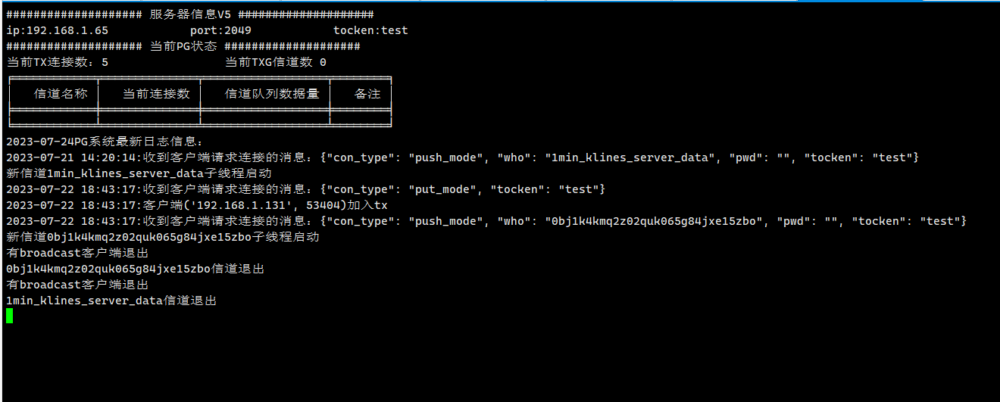 #################### 服务器信息V5 ####################
ip:192.168.1.65 port:2049 tocken:test
#################### 当前PG状态 ####################
当前TX连接数：5 当前TXG信道数 0
信道名称 当前连接数 信道队列数据量 备注
2023-07-24PG系统最新日志信息：
2023-07-21 14:20:14:收到客户端请求连接的消息：{"con_type": "push_mode", "who": "1min_klines_server_data", "pwd": "", "tocken": "test"}
新信道1min_klines_server_data子线程启动
2023-07-22 18:43:17:收到客户端请求连接的消息：{"con_type": "put_mode", "tocken": "test"}
2023-07-22 18:43:17:客户端('192.168.1.131', 53404)加入tx
2023-07-22 18:43:17:收到客户端请求连接的消息：{"con_type": "push_mode", "who": "0bj1k4kmq2z02quk065g84jxe15zbo", "pwd": "", "tocken": "test"}
新信道0bj1k4kmq2z02quk065g84jxe15zbo子线程启动
有broadcast客户端退出
0bj1k4kmq2z02quk065g84jxe15zbo信道退出
有broadcast客户端退出
1min_klines_server_data信道退出